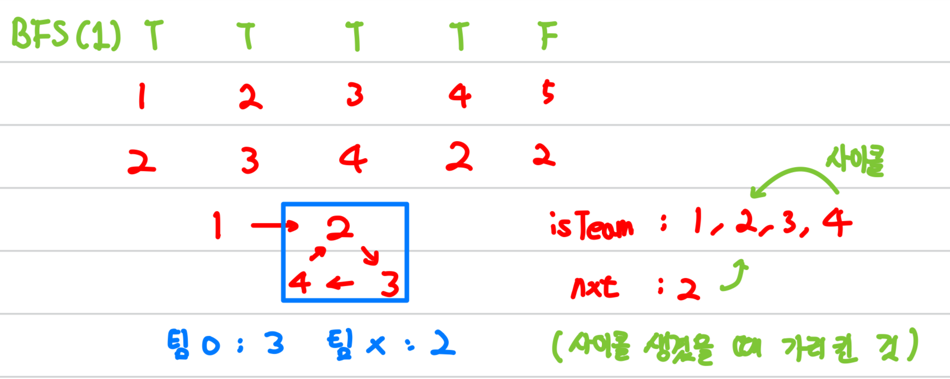 BFS(1) T T T T F
1 2 3 4 5
2 3 4 2 2
사이클
1 → 2 isTeam : 1, 2, 3, 4
4 ← 3 nxt : 2
팀 o : 3 팀 x : 2 (사이클 생겼을 때 가리킨 것)